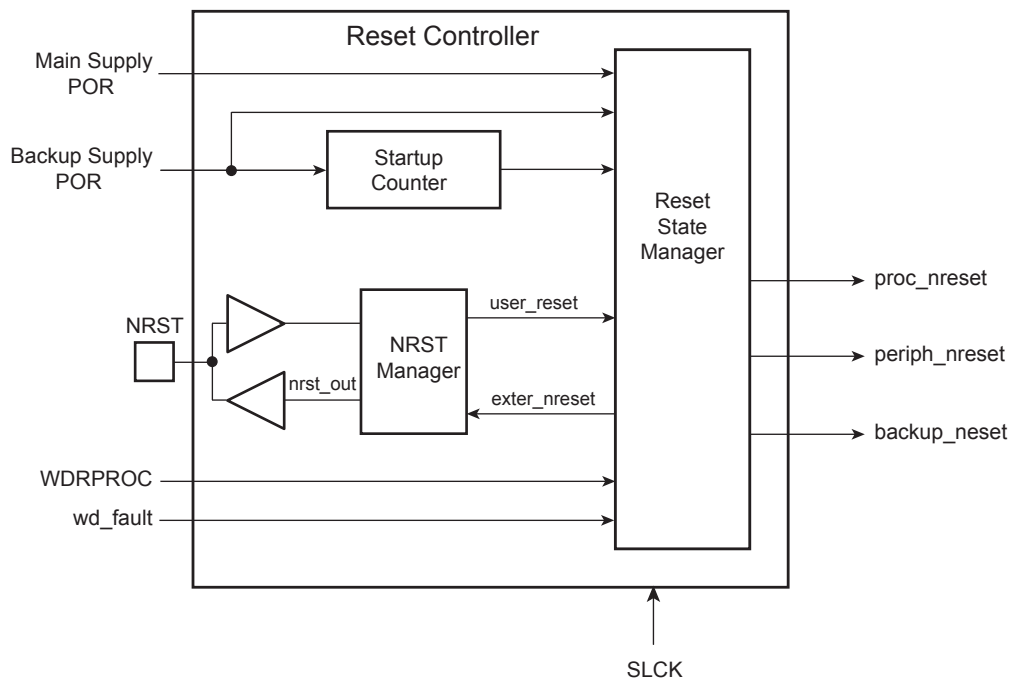 Reset Controller
Main Supply
POR
Backup Supply
POR
Startup
Counter
Reset
State
Manager
proc_nreset
user_reset
NRST
NRST
Manager
periph_nreset
nrst_out
exter_nreset
backup_neset
WDRPROC
wd_fault
SLCK